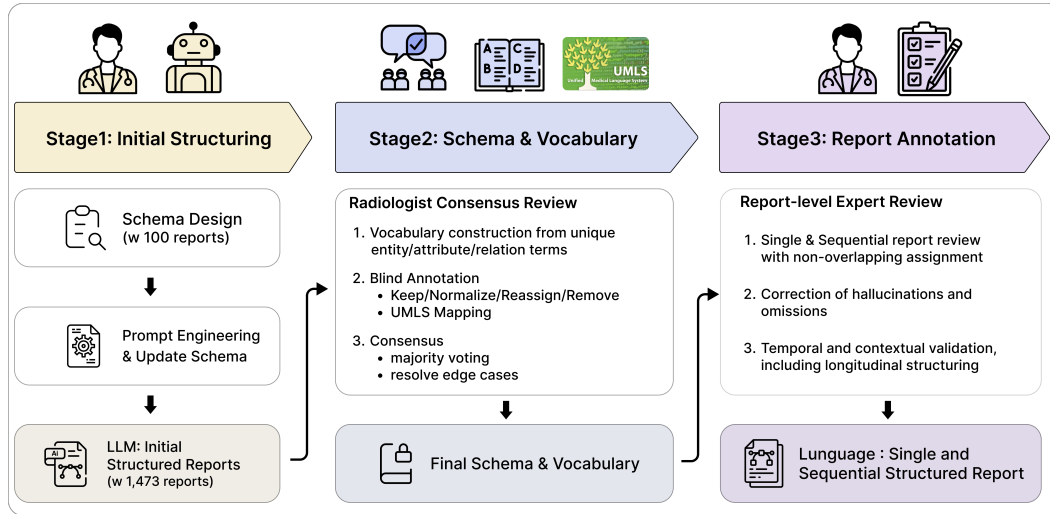 A
B
C
D
UMLS
Unified Medical Language System
Stage1: Initial Structuring
Stage2: Schema & Vocabulary
Stage3: Report Annotation
Schema Design
(w 100 reports)
Prompt Engineering
& Update Schema
AI
LLM: Initial
Structured Reports
(w 1,473 reports)
Radiologist Consensus Review
1. Vocabulary construction from unique
entity/attribute/relation terms
2. Blind Annotation
• Keep/Normalize/Reassign/Remove
• UMLS Mapping
3. Consensus
• majority voting
• resolve edge cases
Final Schema & Vocabulary
Report-level Expert Review
1. Single & Sequential report review
with non-overlapping assignment
2. Correction of hallucinations and
omissions
3. Temporal and contextual validation,
including longitudinal structuring
Lunguage : Single and
Sequential Structured Report